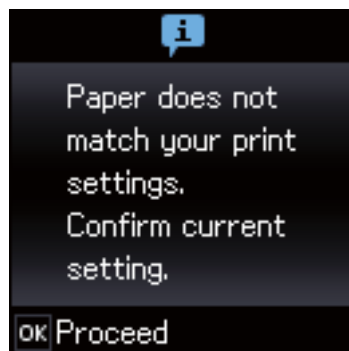 i
Paper does not
match your print
settings.
Confirm current
setting.
OK Proceed